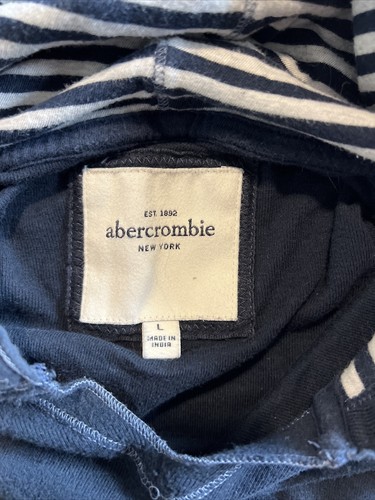 EST. 1892
abercrombie
NEW YORK
L
MADE IN
INDIA